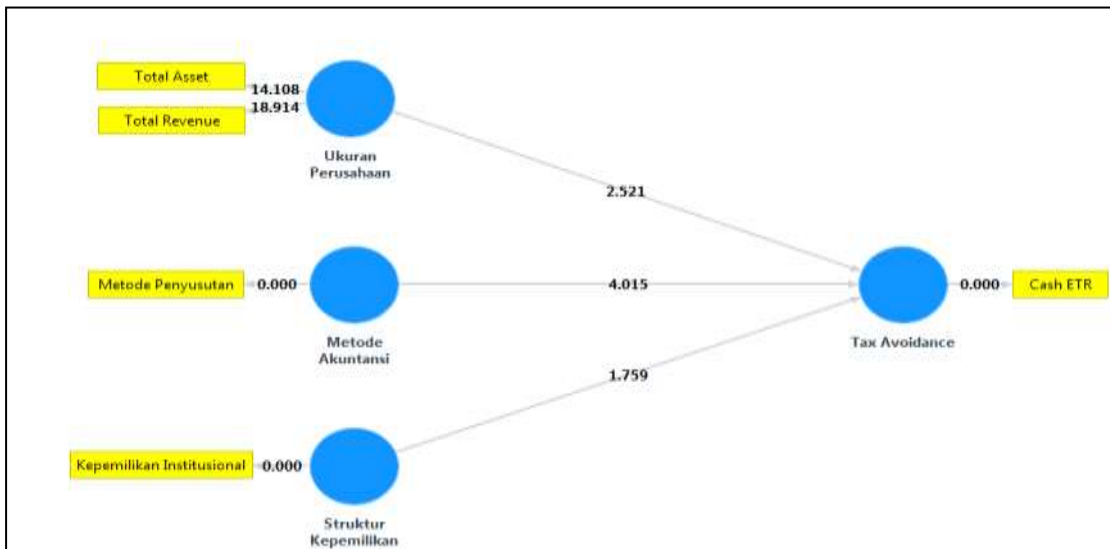 Total Asset
14.108
18.914
Total Revenue
Ukuran
Perusahaan
2.521
Metode Penyusutan
0.000
4.015
0.000
Cash ETR
Metode
Akuntansi
Tax Avoidance
1.759
Kepemilikan Institusional
0.000
Struktur
Kepemilikan